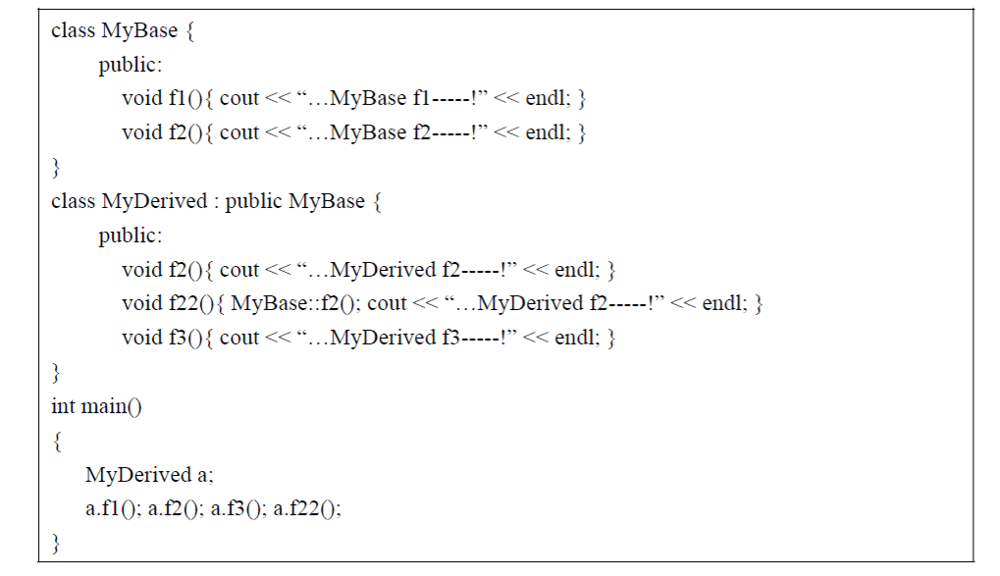 class MyBase {
public:
void f1(){ cout << “…MyBase f1-----!” << endl; }
void f2(){ cout << “…MyBase f2-----!” << endl; }
}
class MyDerived : public MyBase {
public:
void f2(){ cout << “…MyDerived f2-----!” << endl; }
void f22(){ MyBase::f2(); cout << “…MyDerived f2-----!” << endl; }
void f3(){ cout << “…MyDerived f3-----!” << endl; }
}
int main()
{
MyDerived a;
a.f1(); a.f2(); a.f3(); a.f22();
}